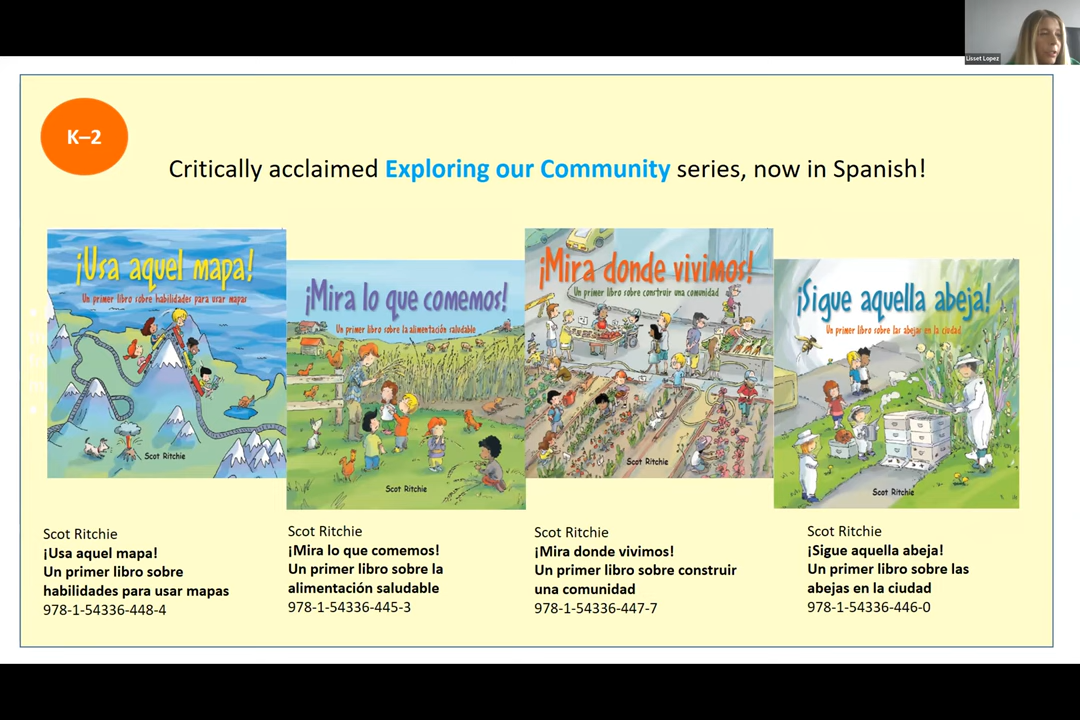 Lisset Lopez
K–2
Critically acclaimed Exploring our Community series, now in Spanish!
¡Usa aquel mapa!
Un primer libro sobre habilidades para usar mapas
Scot Ritchie
¡Mira lo que comemos!
Un primer libro sobre la alimentación saludable
Scot Ritchie
¡Mira donde vivimos!
Un primer libro sobre construir una comunidad
Scot Ritchie
¡Sigue aquella abeja!
Un primer libro sobre las abejas en la ciudad
Scot Ritchie
Scot Ritchie
¡Usa aquel mapa!
Un primer libro sobre
habilidades para usar mapas
978-1-54336-448-4
Scot Ritchie
¡Mira lo que comemos!
Un primer libro sobre la
alimentación saludable
978-1-54336-445-3
Scot Ritchie
¡Mira donde vivimos!
Un primer libro sobre construir
una comunidad
978-1-54336-447-7
Scot Ritchie
¡Sigue aquella abeja!
Un primer libro sobre las
abejas en la ciudad
978-1-54336-446-0